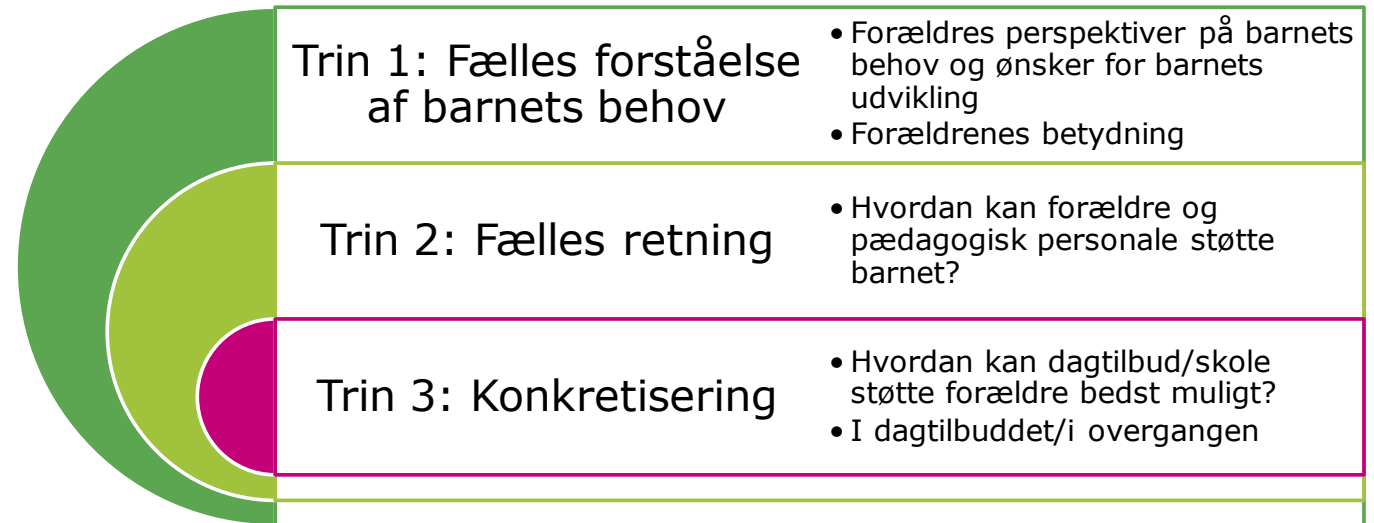 Trin 1: Fælles forståelse
af barnets behov
• Forældres perspektiver på barnets
behov og ønsker for barnets
udvikling
• Forældrenes betydning
Trin 2: Fælles retning
• Hvordan kan forældre og
pædagogisk personale støtte
barnet?
Trin 3: Konkretisering
• Hvordan kan dagtilbud/skole
støtte forældre bedst muligt?
• I dagtilbuddet/i overgangen